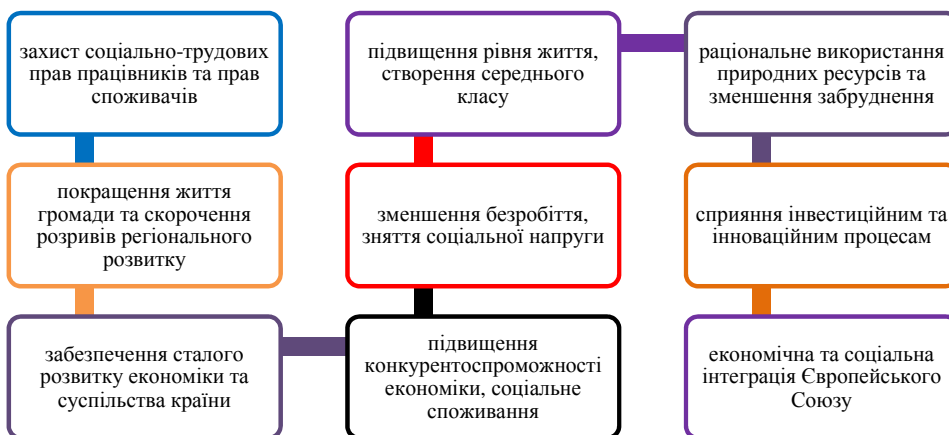 захист соціально-трудових
прав працівників та прав
споживачів
покращення життя
громади та скорочення
розривів регіонального
розвитку
забезпечення сталого
розвитку економіки та
суспільства країни
підвищення
конкурентоспроможності
економіки, соціальне
споживання
зменшення безробіття,
зняття соціальної напруги
підвищення рівня життя,
створення середнього
класу
раціональне використання
природних ресурсів та
зменшення забруднення
сприяння інвестиційним та
інноваційним процесам
економічна та соціальна
інтеграція Європейського
Союзу